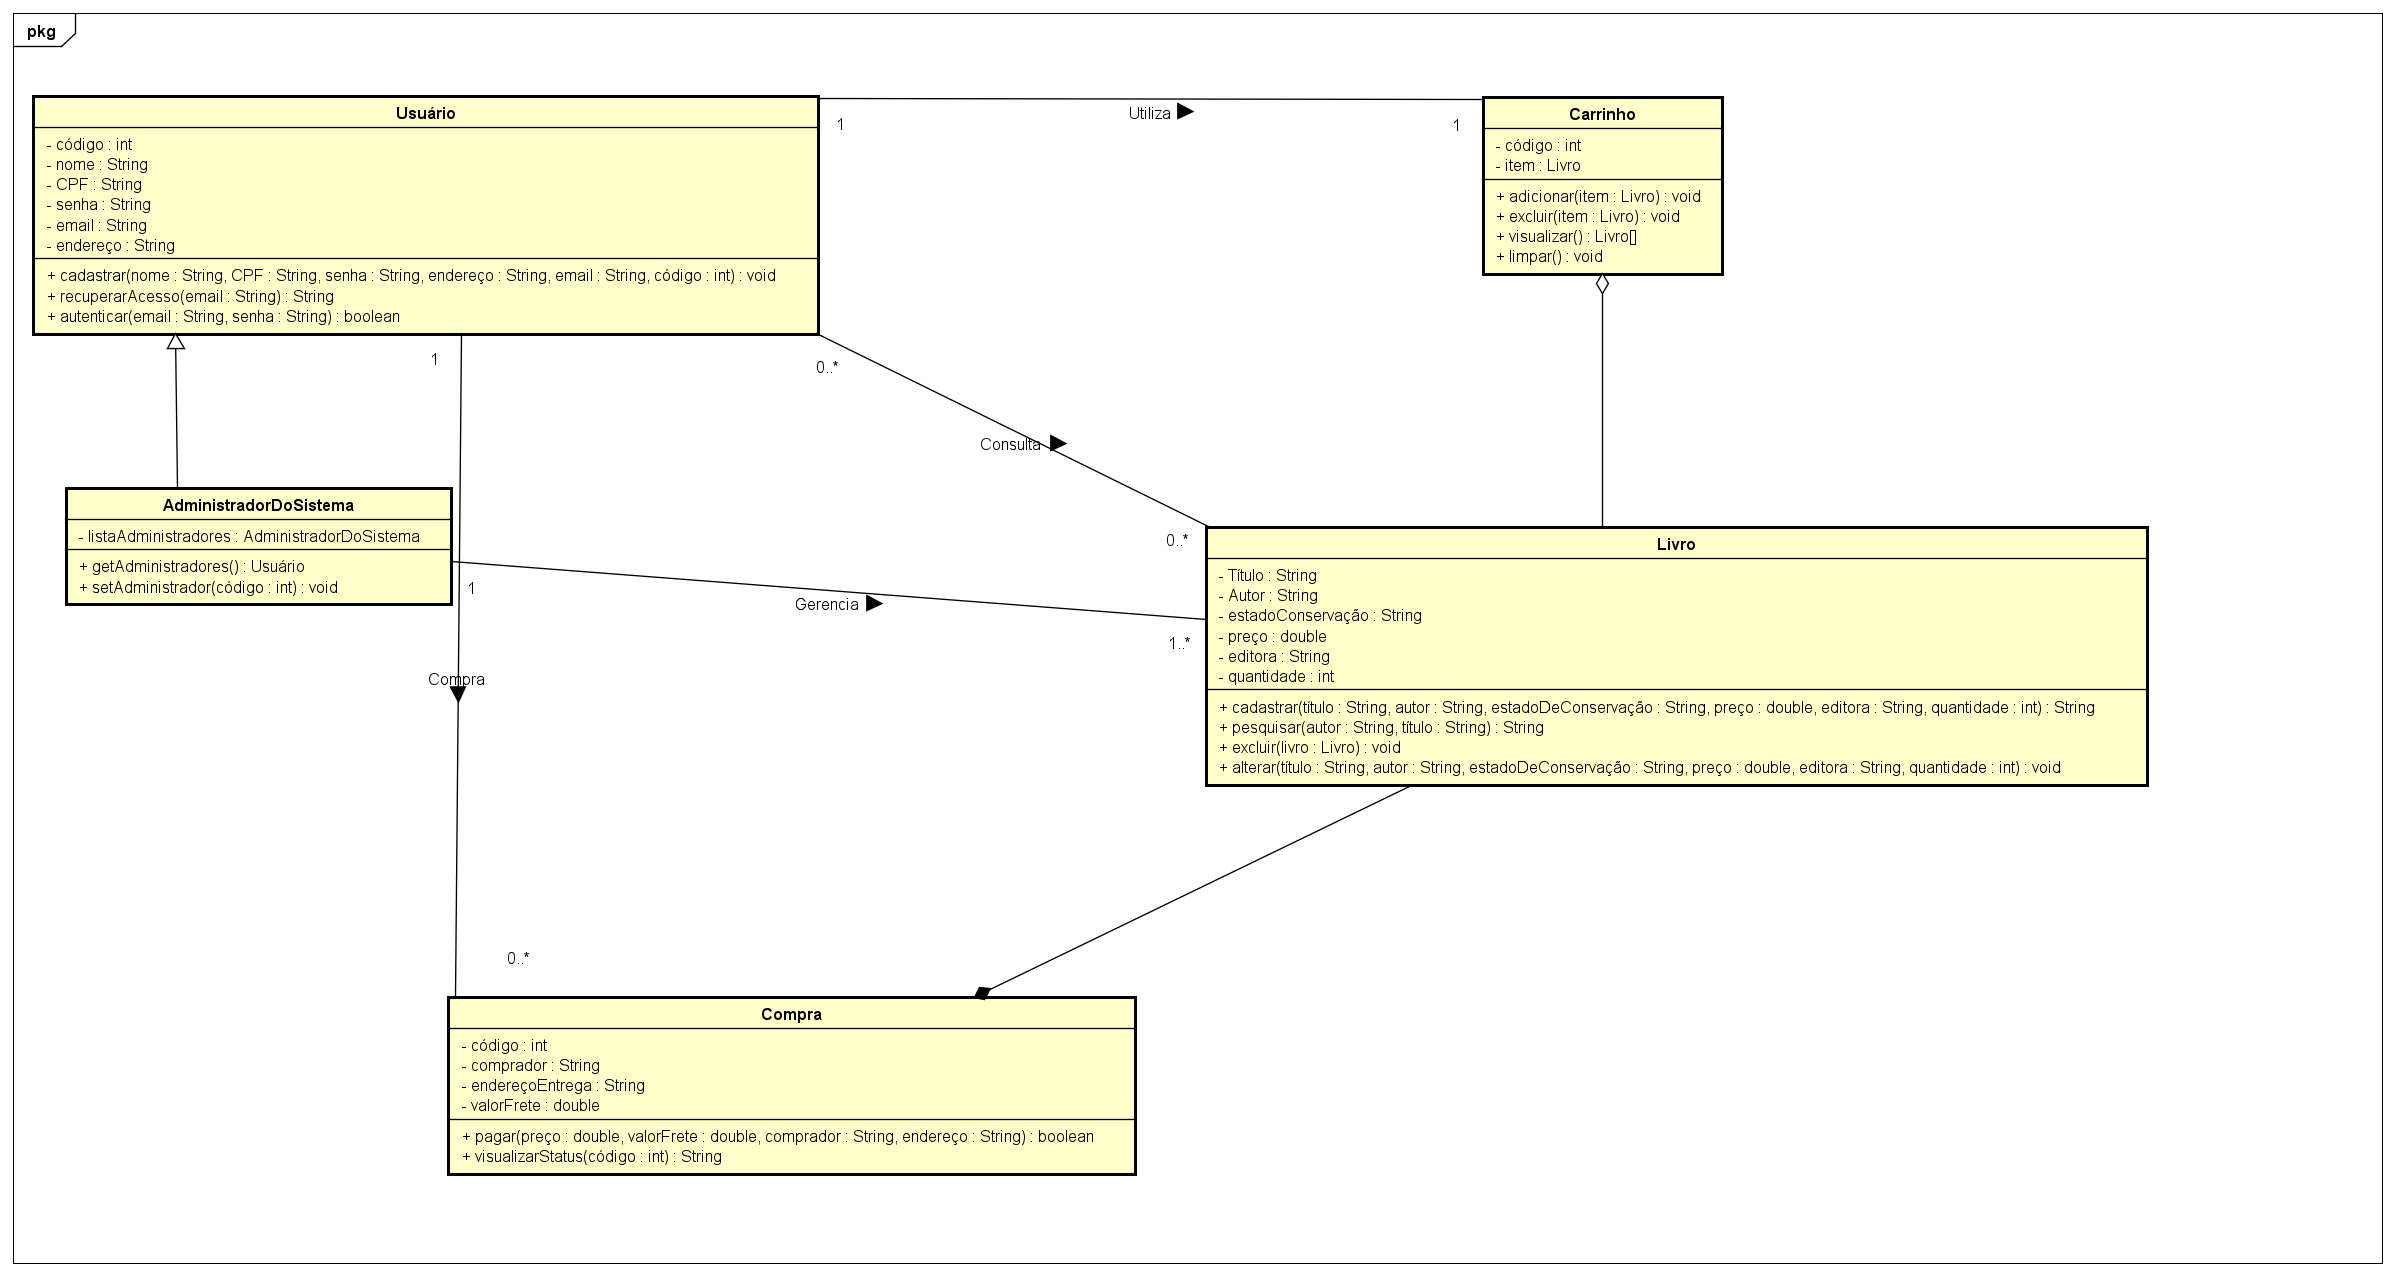 pkg
Usuário
- código : int
- nome : String
- CPF : String
- senha : String
- email : String
- endereço : String
+ cadastrar(nome : String, CPF : String, senha : String, endereço : String, email : String, código : int) : void
+ recuperarAcesso(email : String) : String
+ autenticar(email : String, senha : String) : boolean
1
Utiliza
1
Carrinho
- código : int
- item : Livro
+ adicionar(item : Livro) : void
+ excluir(item : Livro) : void
+ visualizar() : Livro[]
+ limpar() : void
1
0..*
Consulta
0..*
AdministradorDoSistema
- listaAdministradores : AdministradorDoSistema
+ getAdministradores() : Usuário
+ setAdministrador(código : int) : void
1
Gerencia
1..*
Livro
- Título : String
- Autor : String
- estadoConservação : String
- preço : double
- editora : String
- quantidade : int
+ cadastrar(título : String, autor : String, estadoDeConservação : String, preço : double, editora : String, quantidade : int) : String
+ pesquisar(autor : String, título : String) : String
+ excluir(livro : Livro) : void
+ alterar(título : String, autor : String, estadoDeConservação : String, preço : double, editora : String, quantidade : int) : void
Compra
0..*
Compra
- código : int
- comprador : String
- endereçoEntrega : String
- valorFrete : double
+ pagar(preço : double, valorFrete : double, comprador : String, endereço : String) : boolean
+ visualizarStatus(código : int) : String